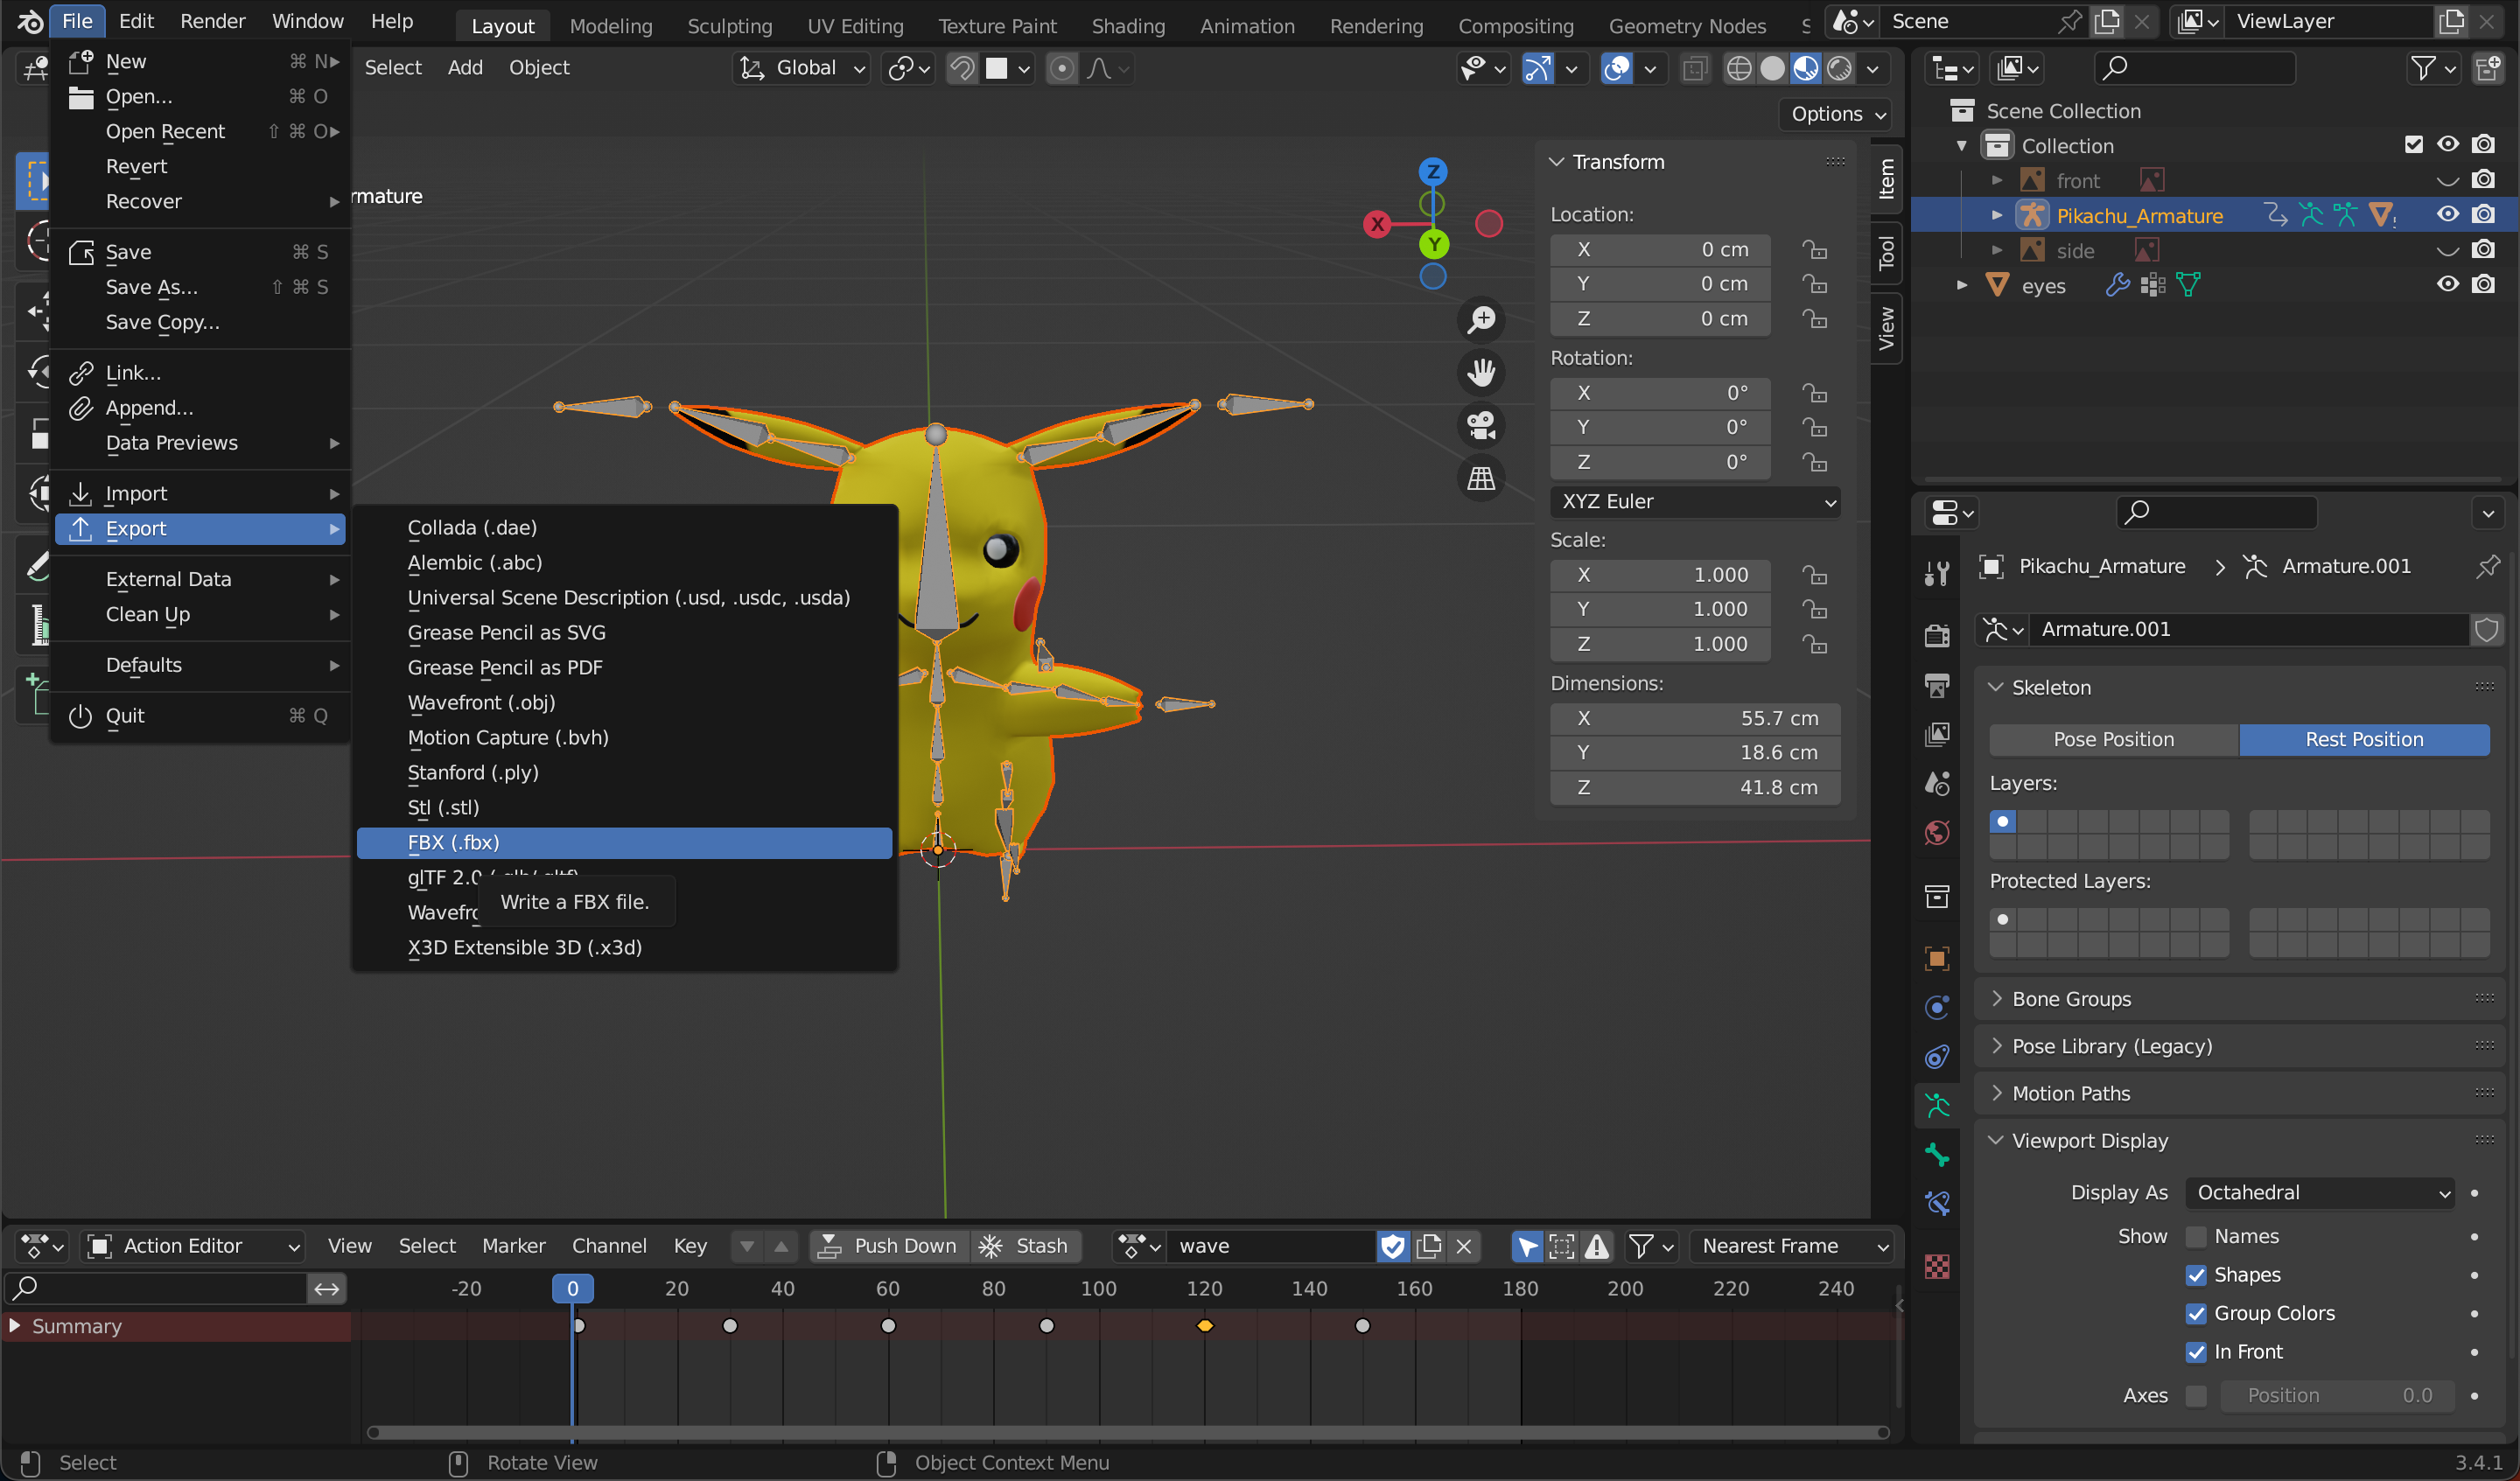 File Edit Render Window Help Layout Modeling Sculpting UV Editing Texture Paint Shading Animation Rendering Compositing Geometry Nodes Scene ViewLayer
Select Add Object Global
Options
New ⌘ N
Open... ⌘ O
Open Recent ⇧ ⌘ O
Revert
Recover
Save ⌘ S
Save As... ⇧ ⌘ S
Save Copy...
Link...
Append...
Data Previews
Import
Export
External Data
Clean Up
Defaults
Quit ⌘ Q
rmature
Collada (.dae)
Alembic (.abc)
Universal Scene Description (.usd, .usdc, .usda)
Grease Pencil as SVG
Grease Pencil as PDF
Wavefront (.obj)
Motion Capture (.bvh)
Stanford (.ply)
Stl (.stl)
FBX (.fbx)
glTF 2.0
Wavefr
Write a FBX file.
X3D Extensible 3D (.x3d)
Z
X
Y
Transform
Location:
X 0 cm
Y 0 cm
Z 0 cm
Rotation:
X 0°
Y 0°
Z 0°
XYZ Euler
Scale:
X 1.000
Y 1.000
Z 1.000
Dimensions:
X 55.7 cm
Y 18.6 cm
Z 41.8 cm
Item
Tool
View
Scene Collection
Collection
front
Pikachu_Armature
side
eyes
Pikachu_Armature Armature.001
Armature.001
Skeleton
Pose Position Rest Position
Layers:
Protected Layers:
Bone Groups
Pose Library (Legacy)
Motion Paths
Viewport Display
Display As Octahedral
Show Names
Shapes
Group Colors
In Front
Axes Position 0.0
Action Editor View Select Marker Channel Key Push Down Stash wave Nearest Frame
-20 0 20 40 60 80 100 120 140 160 180 200 220 240
Summary
Select Rotate View Object Context Menu 3.4.1